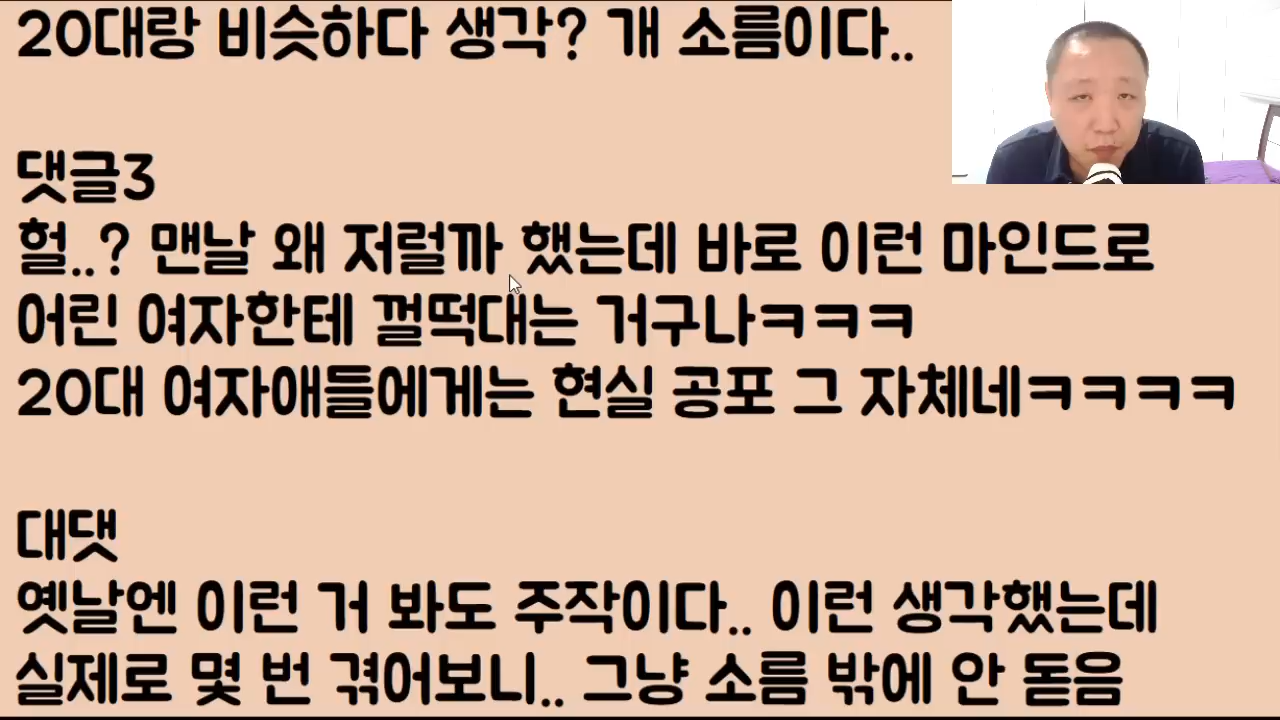 20대랑 비슷하다 생각? 개 소름이다..
댓글3
헐..? 맨날 왜 저럴까 했는데 바로 이런 마인드로
어린 여자한테 껄떡대는 거구나ㅋㅋㅋ
20대 여자애들에게는 현실 공포 그 자체네ㅋㅋㅋㅋ
대댓
옛날엔 이런 거 봐도 주작이다.. 이런 생각했는데
실제로 몇 번 겪어보니.. 그냥 소름 밖에 안 돋음